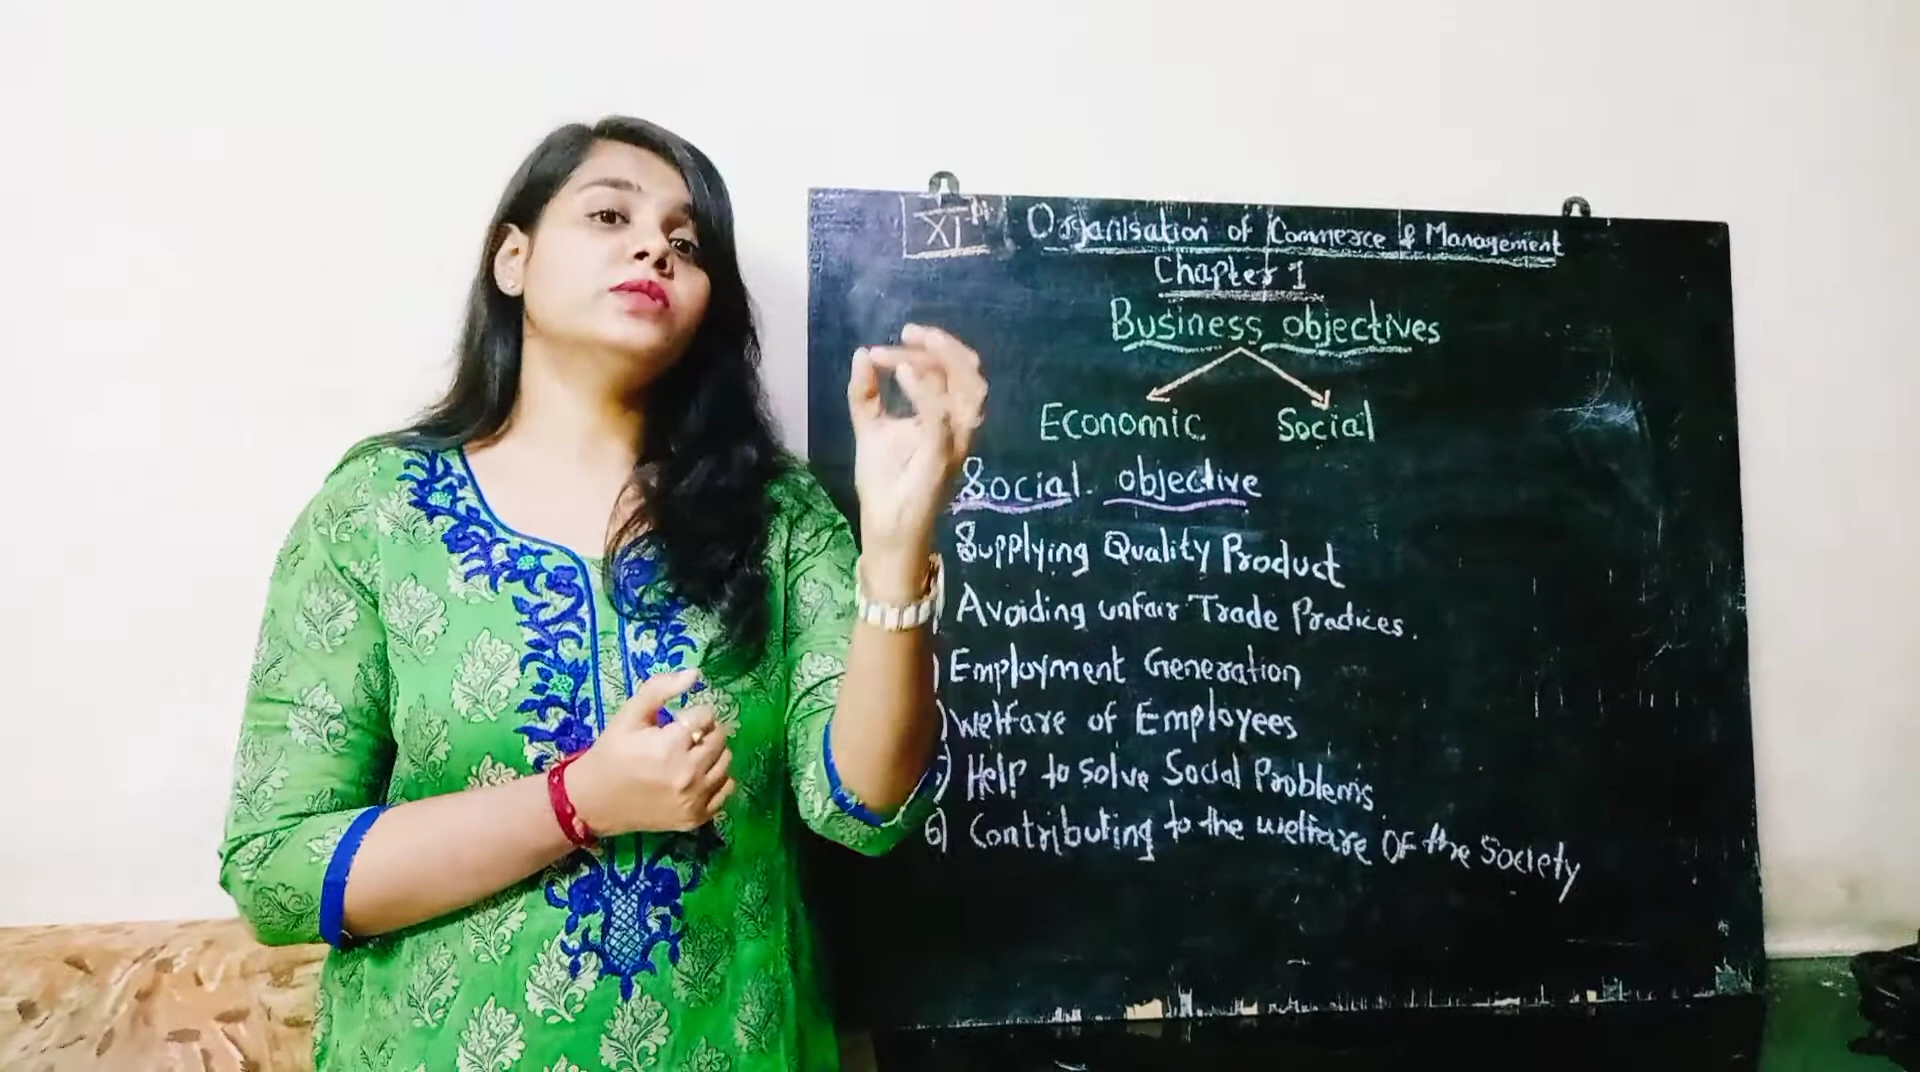 XI th Organisation of Commerce & Management
Chapter 1
Business objectives
Economic Social
Social objective
Supplying Quality Product
) Avoiding unfair Trade Practices.
) Employment Generation
) welfare of Employees
) Help to solve Social Problems
6) Contributing to the welfare of the Society